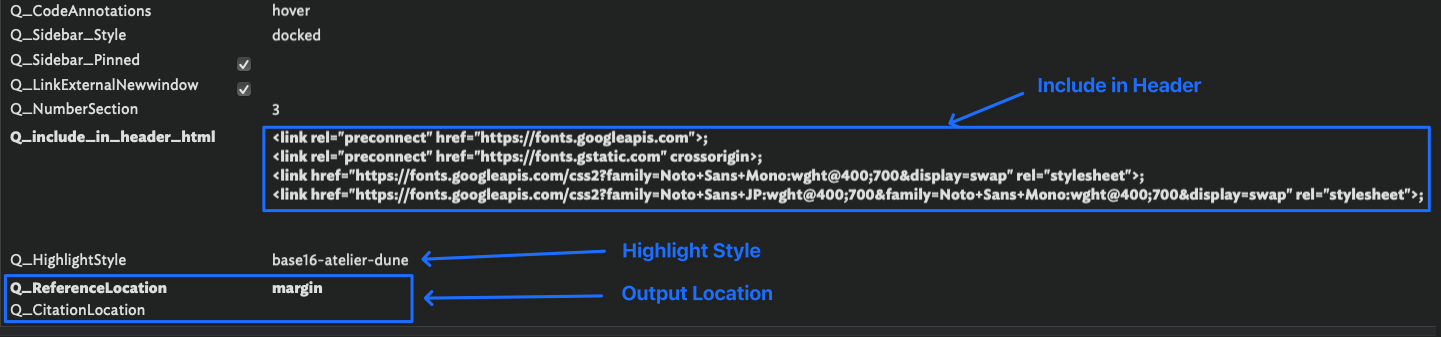 Q_CodeAnnotations hover
Q_Sidebar_Style docked
Q_Sidebar_Pinned
Q_LinkExternalNewwindow
Include in Header
Q_NumberSection 3
Q_include_in_header_html <link rel="preconnect" href="https://fonts.googleapis.com">;
<link rel="preconnect" href="https://fonts.gstatic.com" crossorigin>;
<link href="https://fonts.googleapis.com/css2?family=Noto+Sans+Mono:wght@400;700&display=swap" rel="stylesheet">;
<link href="https://fonts.googleapis.com/css2?family=Noto+Sans+JP:wght@400;700&family=Noto+Sans+Mono:wght@400;700&display=swap" rel="stylesheet">;
Highlight Style
Q_HighlightStyle base16-atelier-dune
Q_ReferenceLocation margin
Output Location
Q_CitationLocation